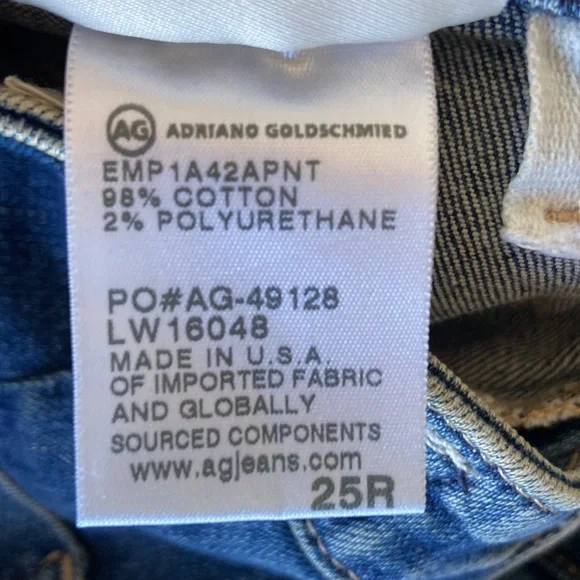 AG ADRIANO GOLDSCHMIED
EMP1A42APNT
98% COTTON
2% POLYURETHANE
PO#AG-49128
LW16048
MADE IN U.S.A.
OF IMPORTED FABRIC
AND GLOBALLY
SOURCED COMPONENTS
www.agjeans.com
25R